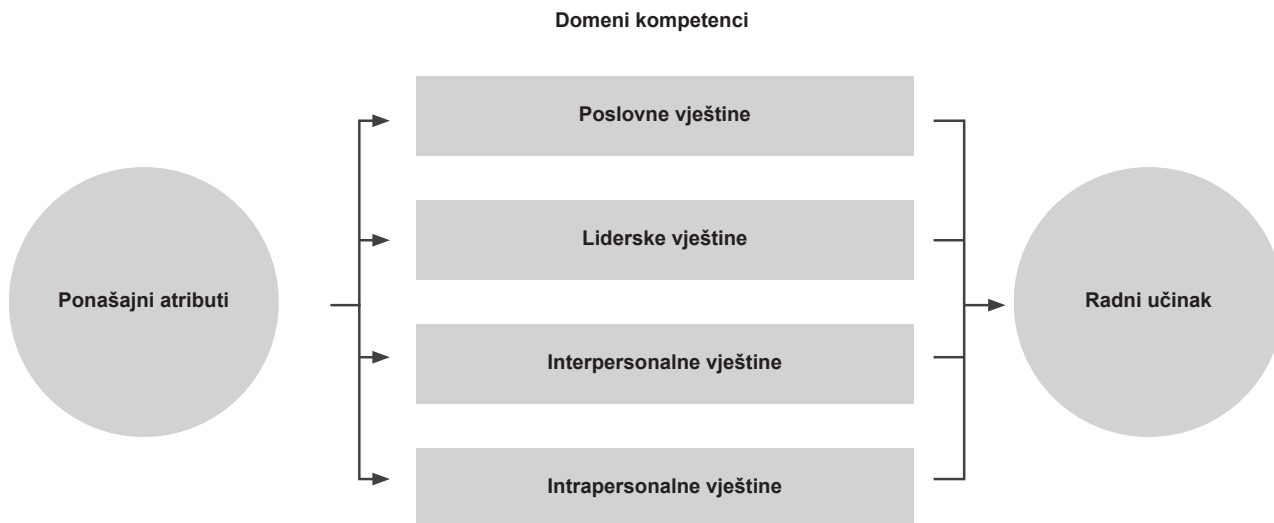 Domeni kompetenci
Poslovne vještine
Liderske vještine
Ponašajni atributi
Radni učinak
Interpersonalne vještine
Intrapersonalne vještine